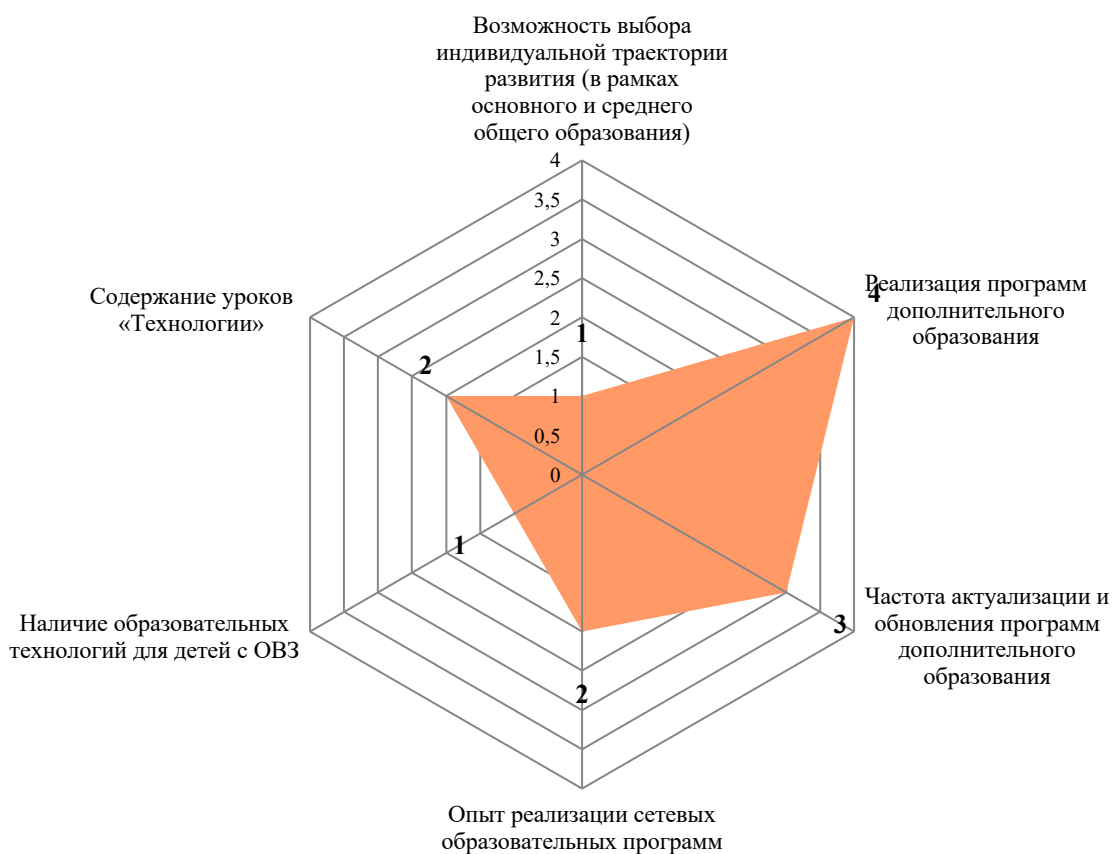 Возможность выбора
индивидуальной траектории
развития (в рамках
основного и среднего
общего образования)
4
3,5
3
2,5
2
1,5
1
0,5
0
1
4
Реализация программ
дополнительного
образования
3
Частота актуализации и
обновления программ
дополнительного
образования
2
Опыт реализации сетевых
образовательных программ
1
Наличие образовательных
технологий для детей с ОВЗ
2
Содержание уроков
«Технологии»